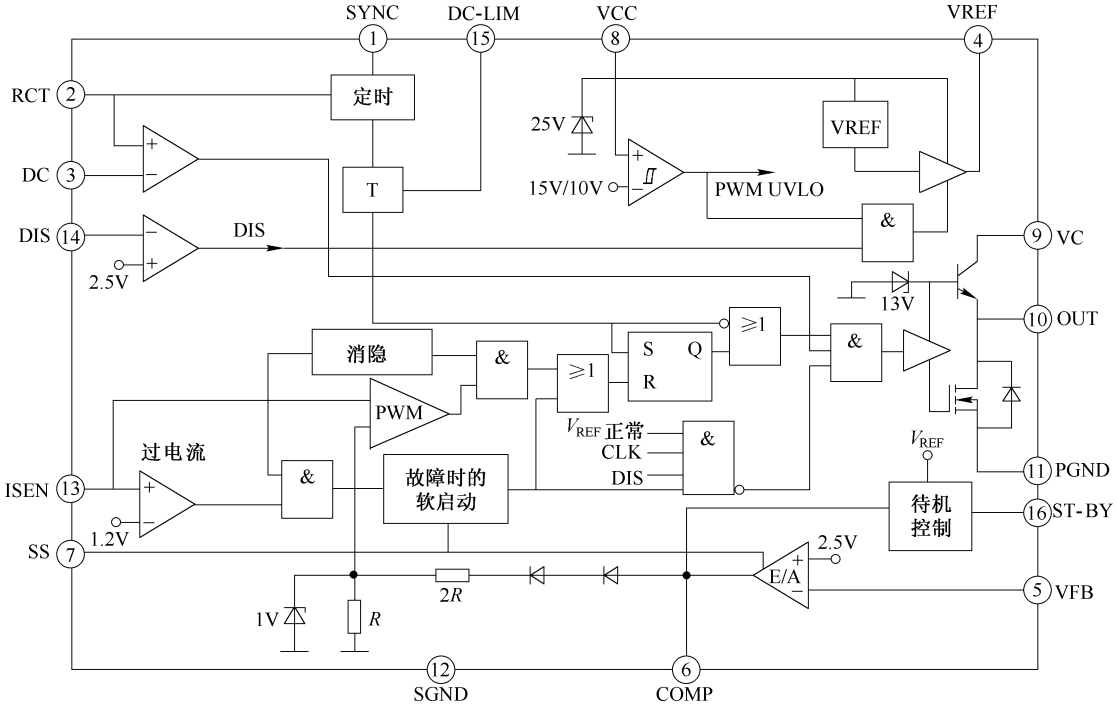 SYNC DC-LIM VCC VREF
1 15 8 4
RCT 2 定时
25V VREF
+
DC 3 − T
+
15V/10V − PWM UVLO
DIS 14 − DIS & 9 VC
2.5V +
13V
≥1 10 OUT
消隐 S Q &
& ≥1 R
PWM
VREF 正常 &
过电流 CLK VREF
ISEN 13 + & 故障时的 DIS 11 PGND
软启动 待机 16 ST-BY
1.2V − 控制
SS 7 2.5V
+
E/A
2R − 5 VFB
1V R
12 6
SGND COMP